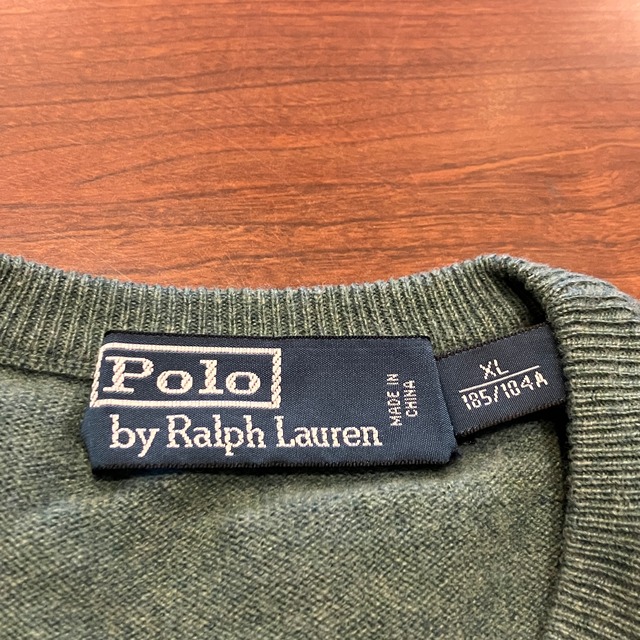 Polo
by Ralph Lauren
MADE IN
CHINA
XL
185/104A